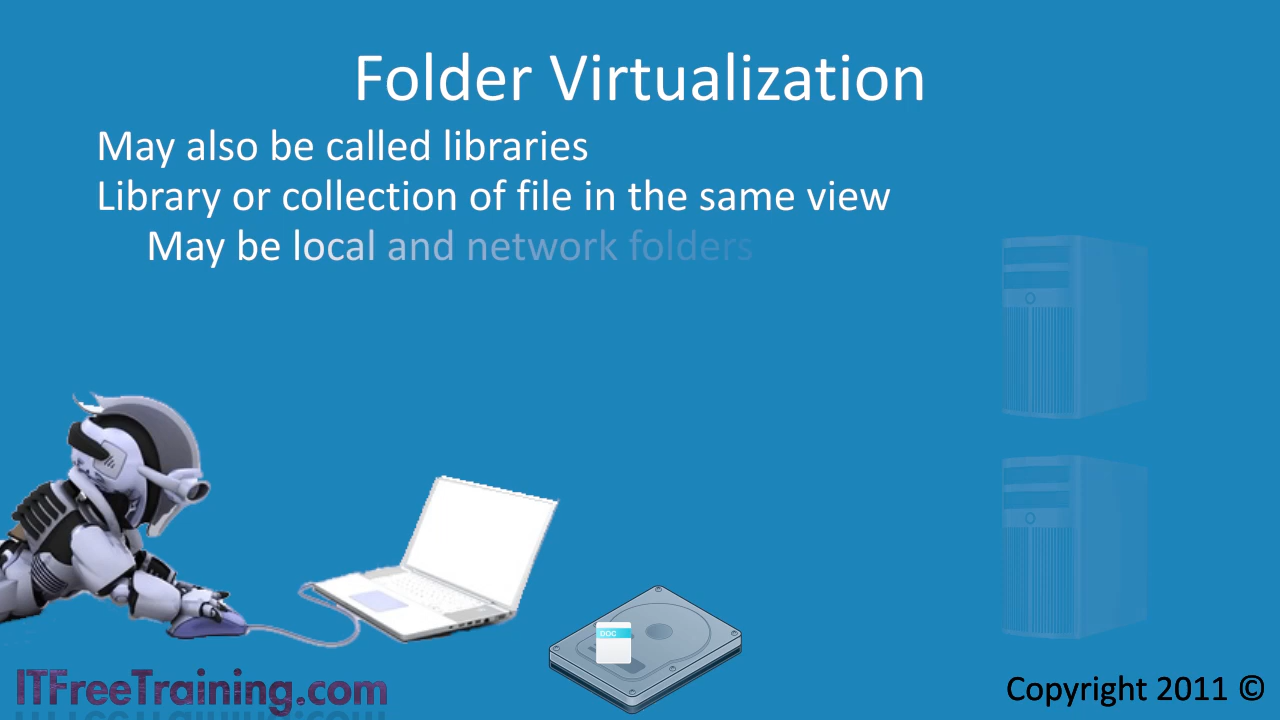 Folder Virtualization
May also be called libraries
Library or collection of file in the same view
May be local and network folders
DOC
ITFreeTraining.com
Copyright 2011 ©